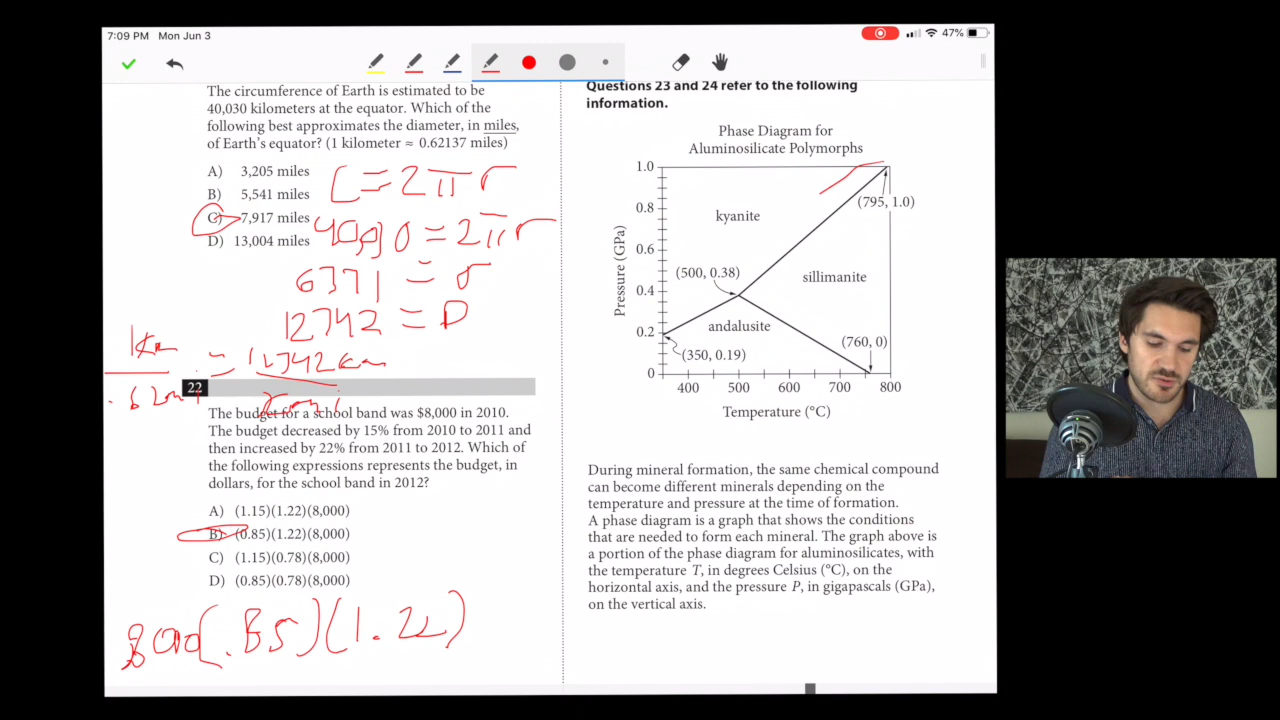 7:09 PM Mon Jun 3
47%
The circumference of Earth is estimated to be
40,030 kilometers at the equator. Which of the
following best approximates the diameter, in miles,
of Earth's equator? (1 kilometer ≈ 0.62137 miles)
A) 3,205 miles
B) 5,541 miles
C) 7,917 miles
D) 13,004 miles
C = 2πr
40030 = 2πr
6371 = r
12742 = D
1km = 12742km
.62mi
22
The budget for a school band was $8,000 in 2010.
The budget decreased by 15% from 2010 to 2011 and
then increased by 22% from 2011 to 2012. Which of
the following expressions represents the budget, in
dollars, for the school band in 2012?
A) (1.15)(1.22)(8,000)
B) (0.85)(1.22)(8,000)
C) (1.15)(0.78)(8,000)
D) (0.85)(0.78)(8,000)
8000(.85)(1.22)
Questions 23 and 24 refer to the following
information.
Phase Diagram for
Aluminosilicate Polymorphs
Pressure (GPa)
1.0
0.8
0.6
0.4
0.2
0
kyanite
(795, 1.0)
(500, 0.38)
sillimanite
andalusite
(760, 0)
(350, 0.19)
400 500 600 700 800
Temperature (°C)
During mineral formation, the same chemical compound
can become different minerals depending on the
temperature and pressure at the time of formation.
A phase diagram is a graph that shows the conditions
that are needed to form each mineral. The graph above is
a portion of the phase diagram for aluminosilicates, with
the temperature T, in degrees Celsius (°C), on the
horizontal axis, and the pressure P, in gigapascals (GPa),
on the vertical axis.